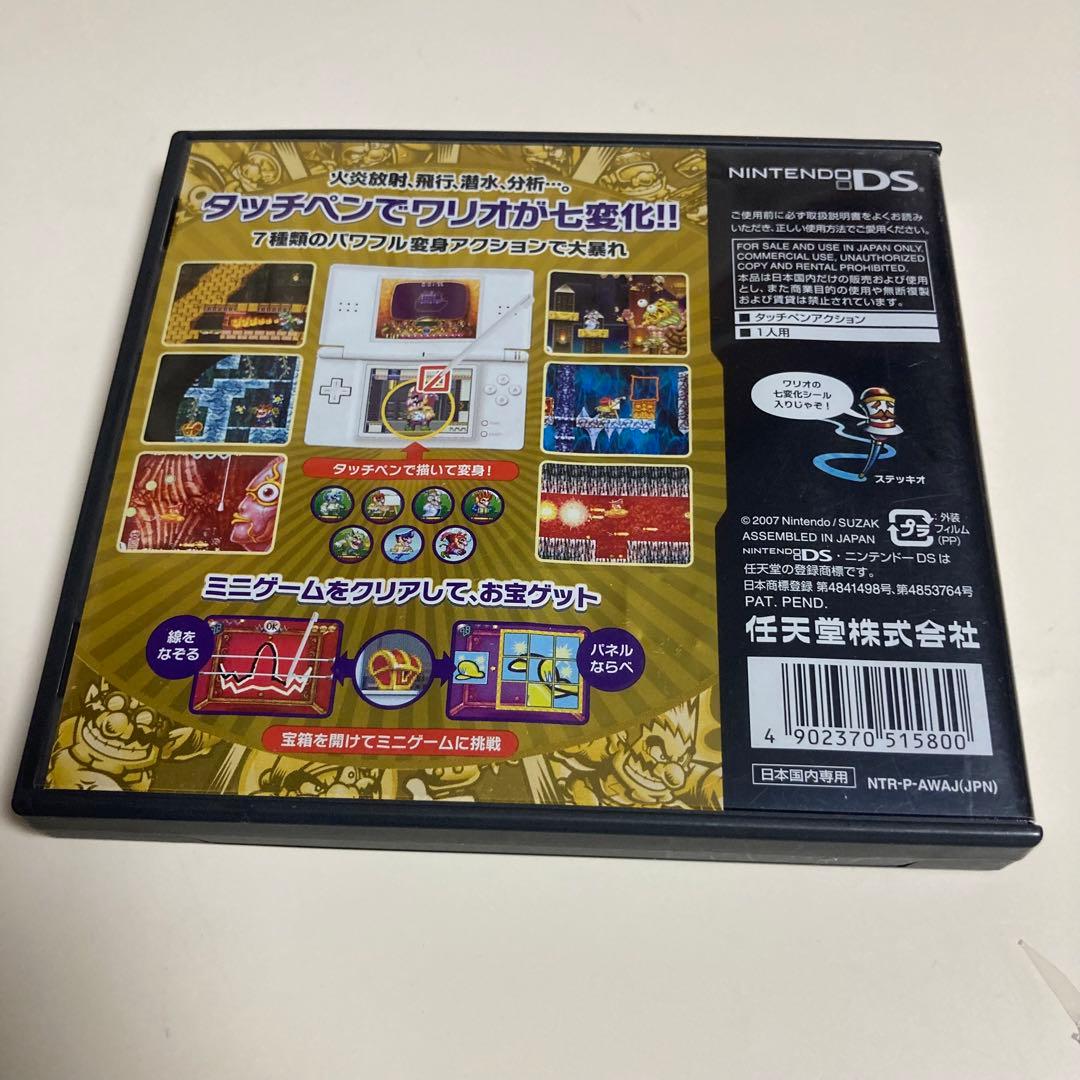 火炎放射、飛行、潜水、分析…。
タッチペンでワリオが七変化!!
7種類のパワフル変身アクションで大暴れ
タッチペンで描いて変身!
ミニゲームをクリアして、お宝ゲット
線を
なぞる
OK
パネル
ならべ
宝箱を開けてミニゲームに挑戦
NINTENDO DS®
ご使用前に必ず取扱説明書をよくお読み
いただき、正しい使用方法でご愛用ください。
FOR SALE AND USE IN JAPAN ONLY.
COMMERCIAL USE, UNAUTHORIZED
COPY AND RENTAL PROHIBITED.
本品は日本国内だけの販売および使用
とし、また商業目的の使用や無断複製
および賃貸は禁止されています。
■ タッチペンアクション
■ 1人用
ワリオの
七変化シール
入りじゃぞ!
ステッキオ
© 2007 Nintendo / SUZAK
ASSEMBLED IN JAPAN
プラ
:外装
フィルム
(PP)
NINTENDO DS・ニンテンドーDSは
任天堂の登録商標です。
日本商標登録 第4841498号、第4853764号
PAT. PEND.
任天堂株式会社
4 902370 515800
日本国内専用
NTR-P-AWAJ(JPN)